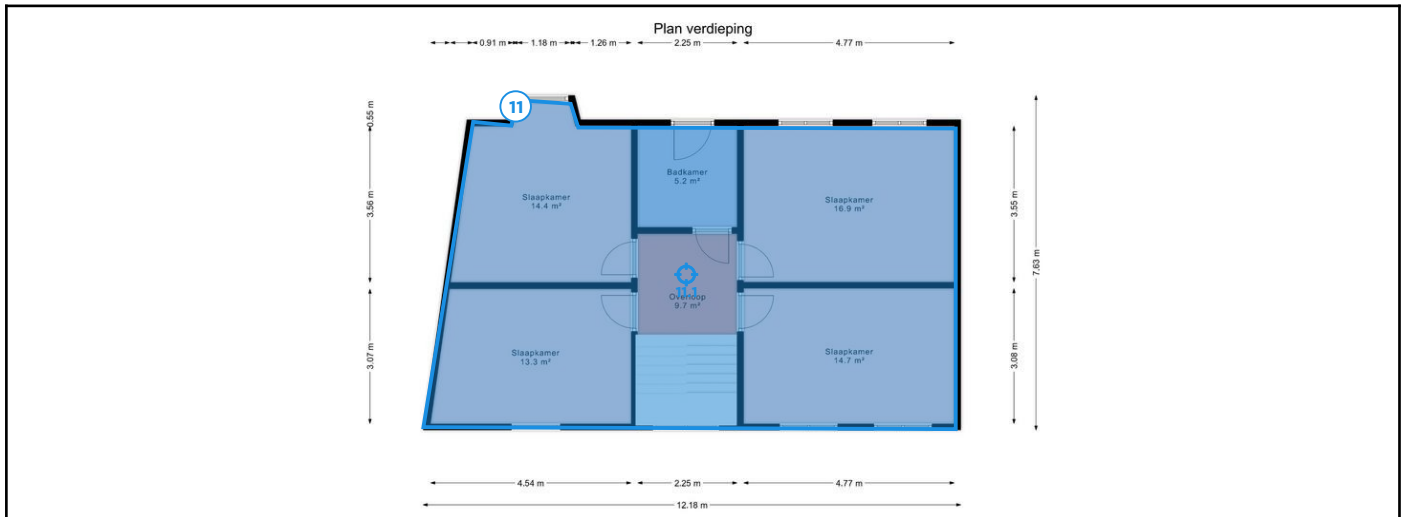 Plan verdieping
0.91 m 1.18 m 1.26 m 2.25 m 4.77 m
11
0.55 m
Badkamer
5.2 m²
Slaapkamer
14.4 m²
Slaapkamer
16.9 m²
3.56 m
3.55 m
7.63 m
11.1
Overloop
9.7 m²
Slaapkamer
13.3 m²
Slaapkamer
14.7 m²
3.07 m
3.08 m
4.54 m 2.25 m 4.77 m
12.18 m